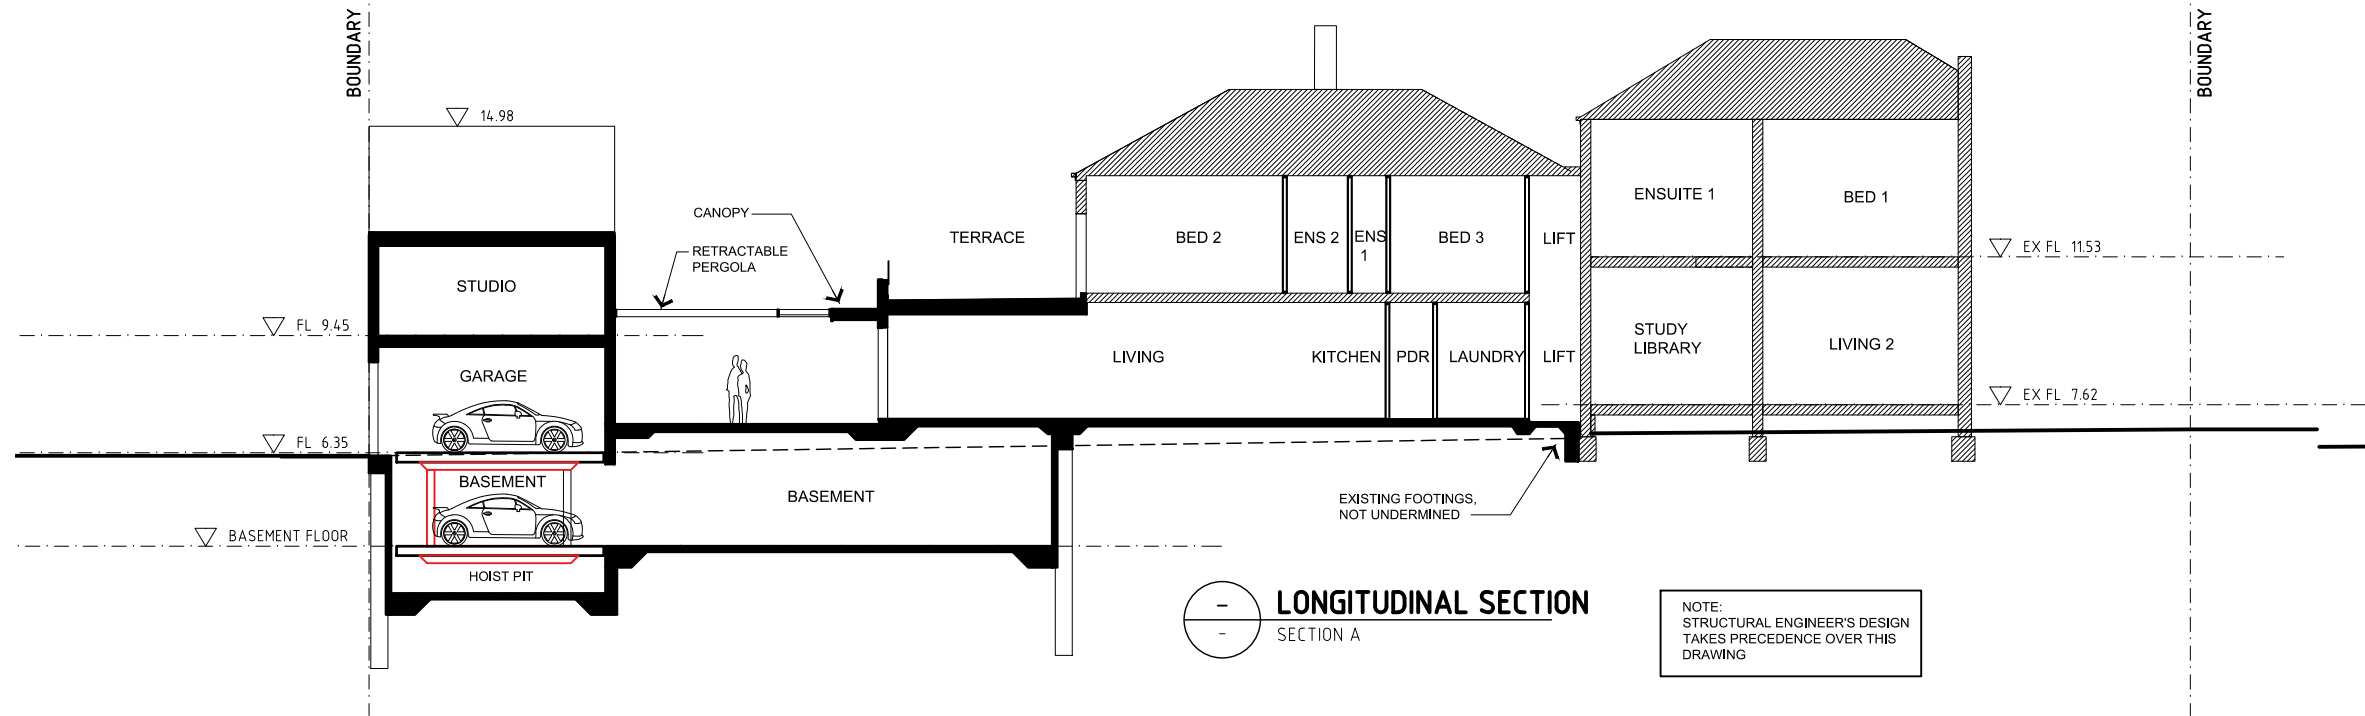 BOUNDARY
BOUNDARY
14.98
CANOPY
RETRACTABLE
PERGOLA
TERRACE
BED 2
ENS 2
ENS
1
BED 3
LIFT
ENSUITE 1
BED 1
EX FL 11.53
STUDIO
FL 9.45
GARAGE
LIVING
KITCHEN
PDR
LAUNDRY
LIFT
STUDY
LIBRARY
LIVING 2
EX FL 7.62
FL 6.35
BASEMENT
BASEMENT
EXISTING FOOTINGS,
NOT UNDERMINED
BASEMENT FLOOR
HOIST PIT
-
-
LONGITUDINAL SECTION
SECTION A
NOTE:
STRUCTURAL ENGINEER'S DESIGN
TAKES PRECEDENCE OVER THIS
DRAWING